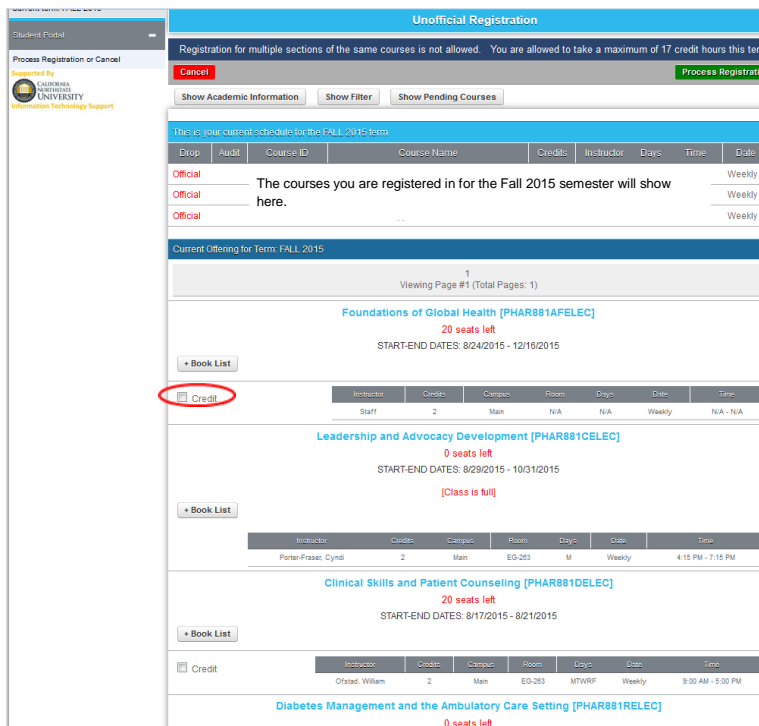 Current term: FALL 2015
Student Portal
Process Registration or Cancel
Supported By
CALIFORNIA
NORTHSTATE
UNIVERSITY
Information Technology Support
Unofficial Registration
Registration for multiple sections of the same courses is not allowed. You are allowed to take a maximum of 17 credit hours this ter
Cancel
Process Registrati
Show Academic Information Show Filter Show Pending Courses
This is your current schedule for the FALL 2015 term
Drop Audit Course ID Course Name Credits Instructor Days Time Date
Official Weekly
The courses you are registered in for the Fall 2015 semester will show
Official Weekly
here.
Official Weekly
Current Offering for Term: FALL 2015
1
Viewing Page #1 (Total Pages: 1)
Foundations of Global Health [PHAR881AFELEC]
20 seats left
START-END DATES: 8/24/2015 - 12/16/2015
+ Book List
Credit
Instructor Credits Campus Room Days Date Time
Staff 2 Main N/A N/A Weekly N/A - N/A
Leadership and Advocacy Development [PHAR881CELEC]
0 seats left
START-END DATES: 8/29/2015 - 10/31/2015
[Class is full]
+ Book List
Instructor Credits Campus Room Days Date Time
Porter-Fraser, Cyndi 2 Main EG-263 M Weekly 4:15 PM - 7:15 PM
Clinical Skills and Patient Counseling [PHAR881DELEC]
20 seats left
START-END DATES: 8/17/2015 - 8/21/2015
+ Book List
Credit
Instructor Credits Campus Room Days Date Time
Ofstad, William 2 Main EG-263 MTWRF Weekly 9:00 AM - 5:00 PM
Diabetes Management and the Ambulatory Care Setting [PHAR881RELEC]
0 seats left